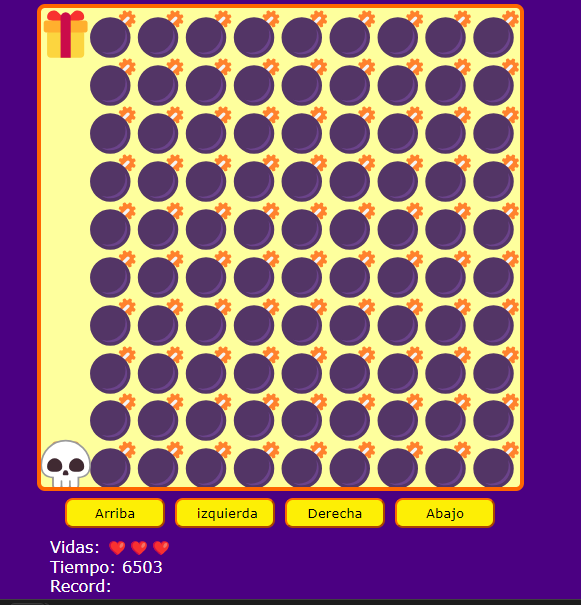 Arriba izquierda Derecha Abajo
Vidas: ❤️ ❤️ ❤️
Tiempo: 6503
Record: